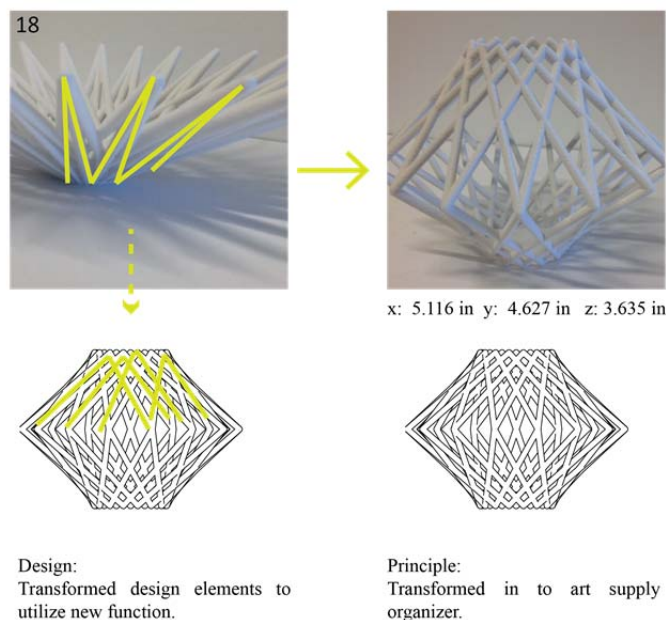 18
x: 5.116 in y: 4.627 in z: 3.635 in
Design:
Transformed design elements to
utilize new function.
Principle:
Transformed in to art supply
organizer.